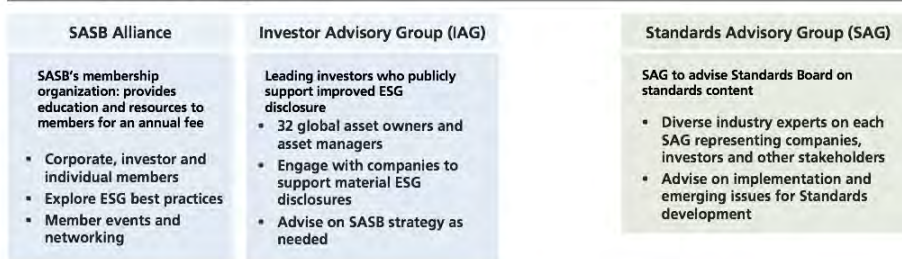 SASB Alliance
SASB's membership
organization: provides
education and resources to
members for an annual fee
• Corporate, investor and
individual members
• Explore ESG best practices
• Member events and
networking
Investor Advisory Group (IAG)
Leading investors who publicly
support improved ESG
disclosure
• 32 global asset owners and
asset managers
• Engage with companies to
support material ESG
disclosures
• Advise on SASB strategy as
needed
Standards Advisory Group (SAG)
SAG to advise Standards Board on
standards content
• Diverse industry experts on each
SAG representing companies,
investors and other stakeholders
• Advise on implementation and
emerging issues for Standards
development